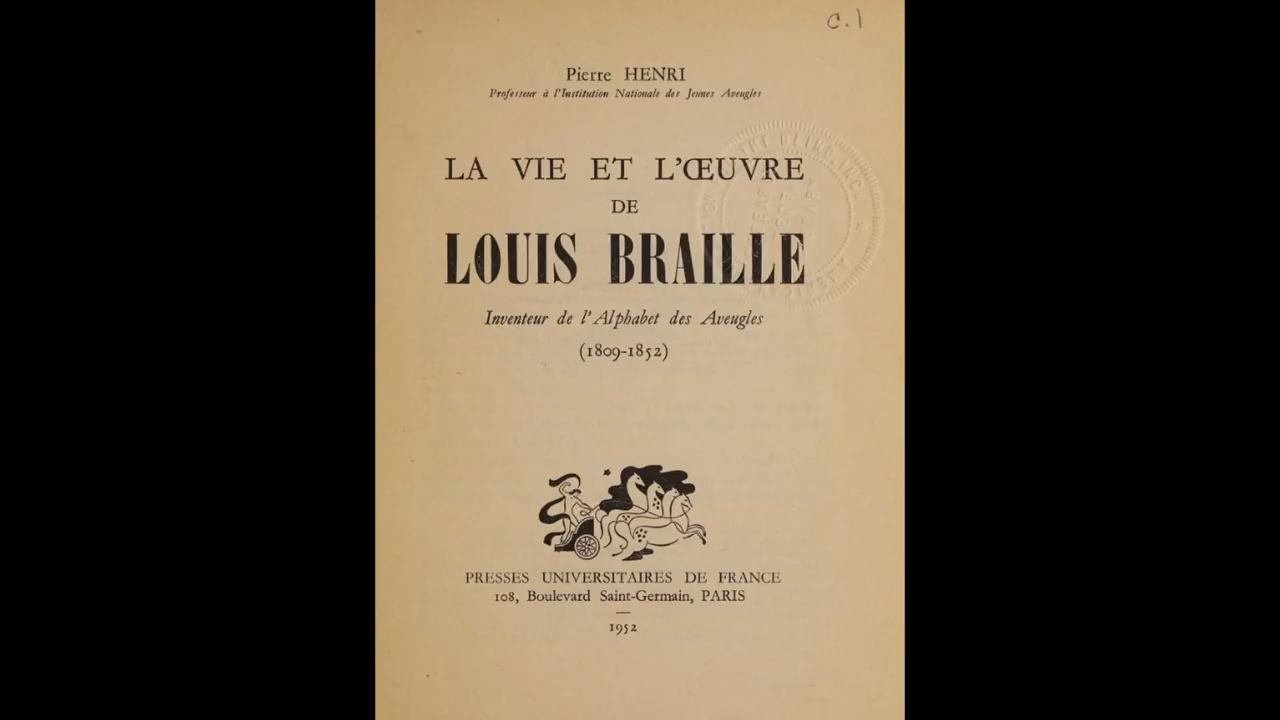 C.1
Pierre HENRI
Professeur à l'Institution Nationale des Jeunes Aveugles
LA VIE ET L'ŒUVRE
DE
LOUIS BRAILLE
Inventeur de l'Alphabet des Aveugles
(1809-1852)
PRESSES UNIVERSITAIRES DE FRANCE
108, Boulevard Saint-Germain, PARIS
1952